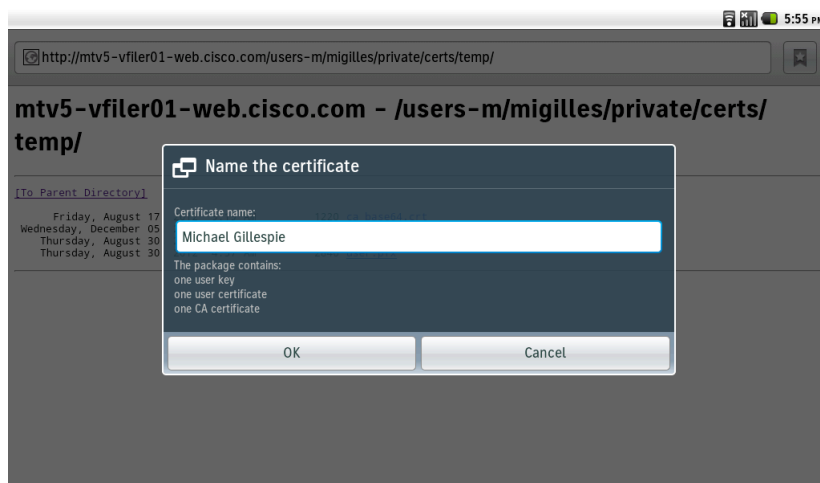 5:55 PM
http://mtv5-vfiler01-web.cisco.com/users-m/migilles/private/certs/temp/
mtv5-vfiler01-web.cisco.com - /users-m/migilles/private/certs/
temp/
[To Parent Directory]
Friday, August 17
Wednesday, December 05
Thursday, August 30
Thursday, August 30
Name the certificate
Certificate name:
Michael Gillespie
The package contains:
one user key
one user certificate
one CA certificate
OK
Cancel